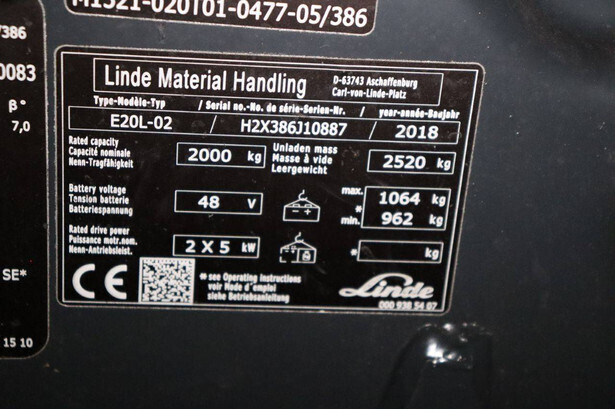 M1321-020T01-0477-05/386
/386
0083
β°
7,0
SE*
15 10
Linde Material Handling
D-63743 Aschaffenburg
Carl-von-Linde-Platz
Type-Modèle-Typ / Serial no.-No. de série-Serien-Nr. / year-année-Baujahr
E20L-02 / H2X386J10887 / 2018
Rated capacity
Capacité nominale
Nenn-Tragfähigkeit
2000 kg
Unladen mass
Masse à vide
Leergewicht
2520 kg
Battery voltage
Tension batterie
Batteriespannung
48 V
max. 1064 kg
*
min. 962 kg
Rated drive power
Puissance motr.nom.
Nenn-Antriebsleist.
2 X 5 kW
* kg
CE
* see Operating Instructions
voir Mode d'emploi
siehe Betriebsanleitung
Linde
000 938 54 07